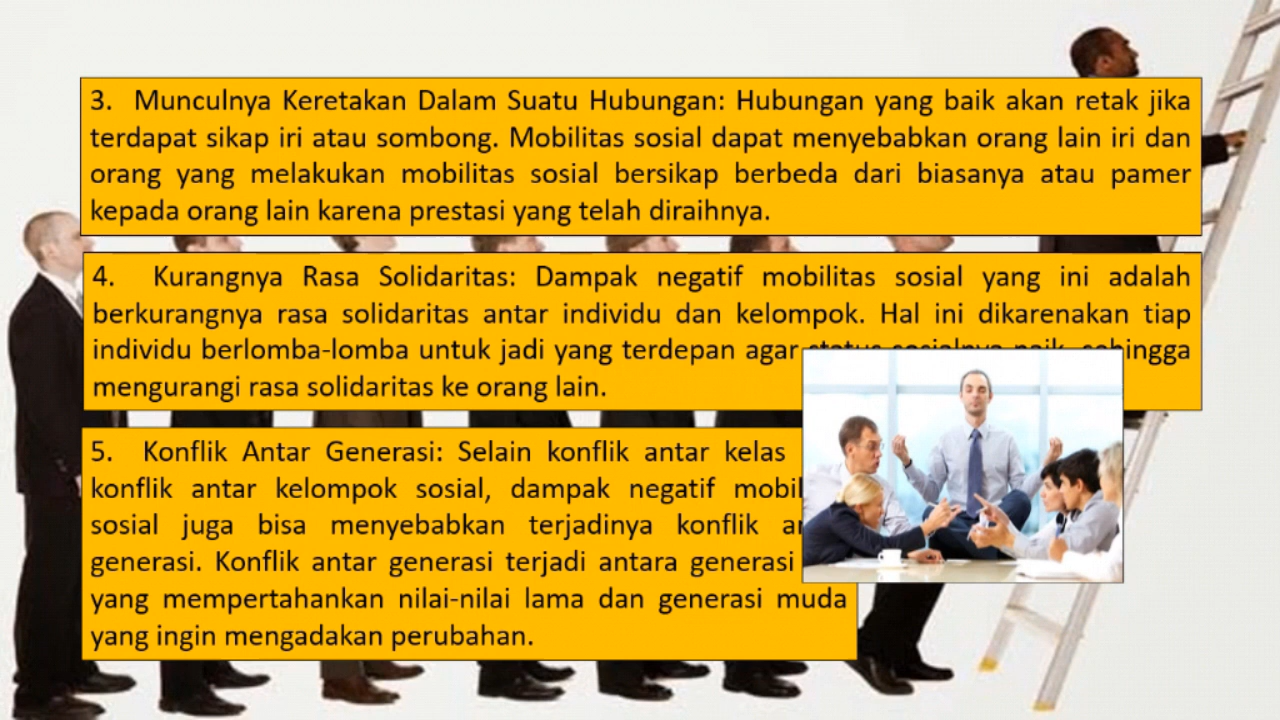 3. Munculnya Keretakan Dalam Suatu Hubungan: Hubungan yang baik akan retak jika
terdapat sikap iri atau sombong. Mobilitas sosial dapat menyebabkan orang lain iri dan
orang yang melakukan mobilitas sosial bersikap berbeda dari biasanya atau pamer
kepada orang lain karena prestasi yang telah diraihnya.
4. Kurangnya Rasa Solidaritas: Dampak negatif mobilitas sosial yang ini adalah
berkurangnya rasa solidaritas antar individu dan kelompok. Hal ini dikarenakan tiap
individu berlomba-lomba untuk jadi yang terdepan agar status sosialnya naik, sehingga
mengurangi rasa solidaritas ke orang lain.
5. Konflik Antar Generasi: Selain konflik antar kelas
konflik antar kelompok sosial, dampak negatif
sosial juga bisa menyebabkan terjadinya konflik
generasi. Konflik antar generasi terjadi antara generasi
yang mempertahankan nilai-nilai lama dan generasi muda
yang ingin mengadakan perubahan.